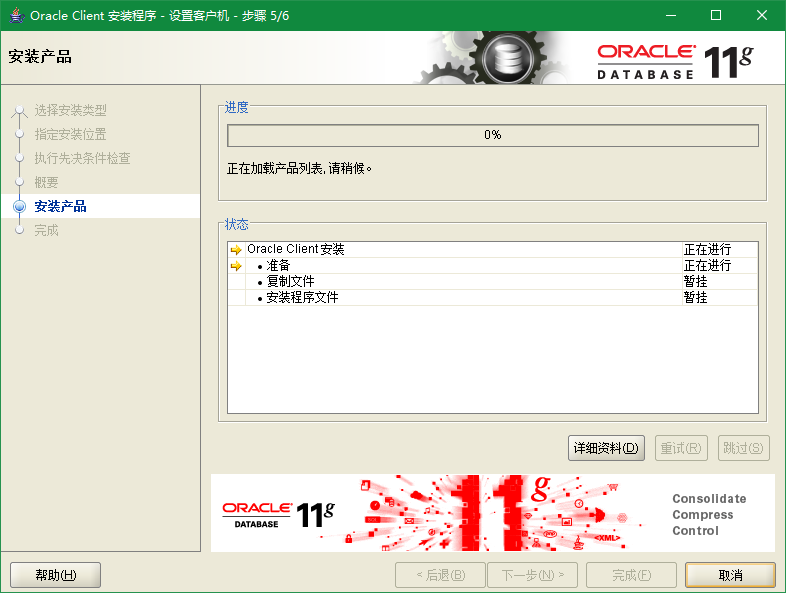 Oracle Client 安装程序 - 设置客户机 - 步骤 5/6
安装产品
ORACLE
DATABASE 11g
选择安装类型
指定安装位置
执行先决条件检查
概要
安装产品
完成
进度
0%
正在加载产品列表, 请稍候。
状态
Oracle Client 安装 正在进行
• 准备 正在进行
• 复制文件 暂挂
• 安装程序文件 暂挂
详细资料(D) 重试(R) 跳过(S)
ORACLE
DATABASE 11g
11g
<XML>
Consolidate
Compress
Control
帮助(H) < 后退(B) 下一步(N) > 完成(F) 取消